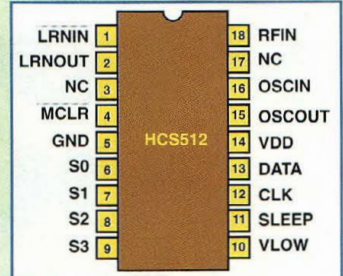 LRNIN 1 18 RFIN
LRNOUT 2 17 NC
NC 3 16 OSCIN
MCLR 4 15 OSCOUT
GND 5 HCS512 14 VDD
S0 6 13 DATA
S1 7 12 CLK
S2 8 11 SLEEP
S3 9 10 VLOW